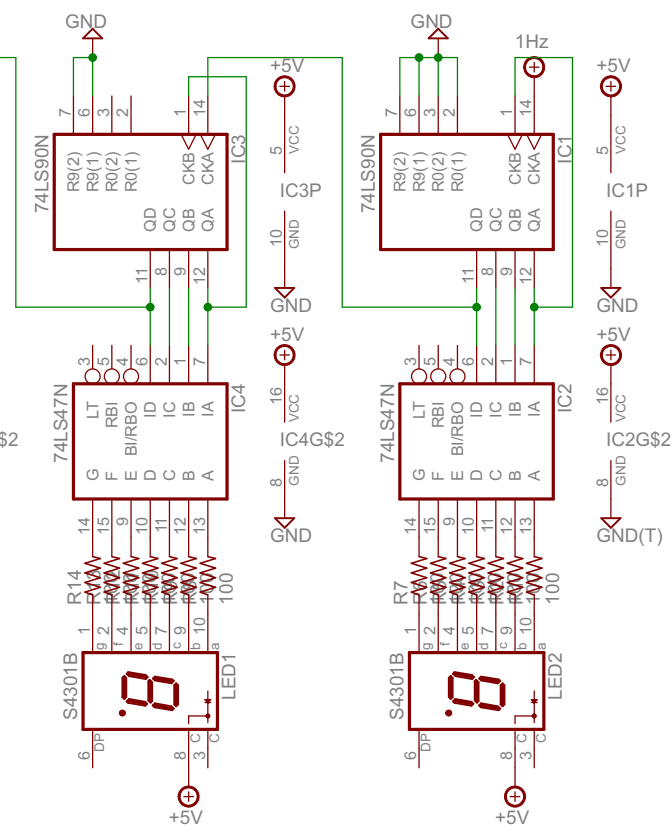 GND
GND
1Hz
+5V
+5V
7
6
3
2
1
14
7
6
3
2
1
14
R9(2)
R9(1)
R0(2)
R0(1)
CKB
CKA
QD
QC
QB
QA
74LS90N
IC3
5
VCC
IC3P
10
GND
GND
R9(2)
R9(1)
R0(2)
R0(1)
CKB
CKA
QD
QC
QB
QA
74LS90N
IC1
5
VCC
IC1P
10
GND
GND
11
8
9
12
11
8
9
12
+5V
+5V
3
5
4
6
2
1
7
3
5
4
6
2
1
7
$2
74LS47N
LT
RBI
BI/RBO
ID
IC
IB
IA
G
F
E
D
C
B
A
IC4
16
VCC
IC4G$2
8
GND
GND
74LS47N
LT
RBI
BI/RBO
ID
IC
IB
IA
G
F
E
D
C
B
A
IC2
16
VCC
IC2G$2
8
GND
GND(T)
14
15
9
10
11
12
13
14
15
9
10
11
12
13
R14
100
R7
100
1
2
4
5
7
9
10
1
2
4
5
7
9
10
g
f
e
d
c
b
a
g
f
e
d
c
b
a
S4301B
LED1
S4301B
LED2
6
DP
8
C
3
C
6
DP
8
C
3
C
+5V
+5V